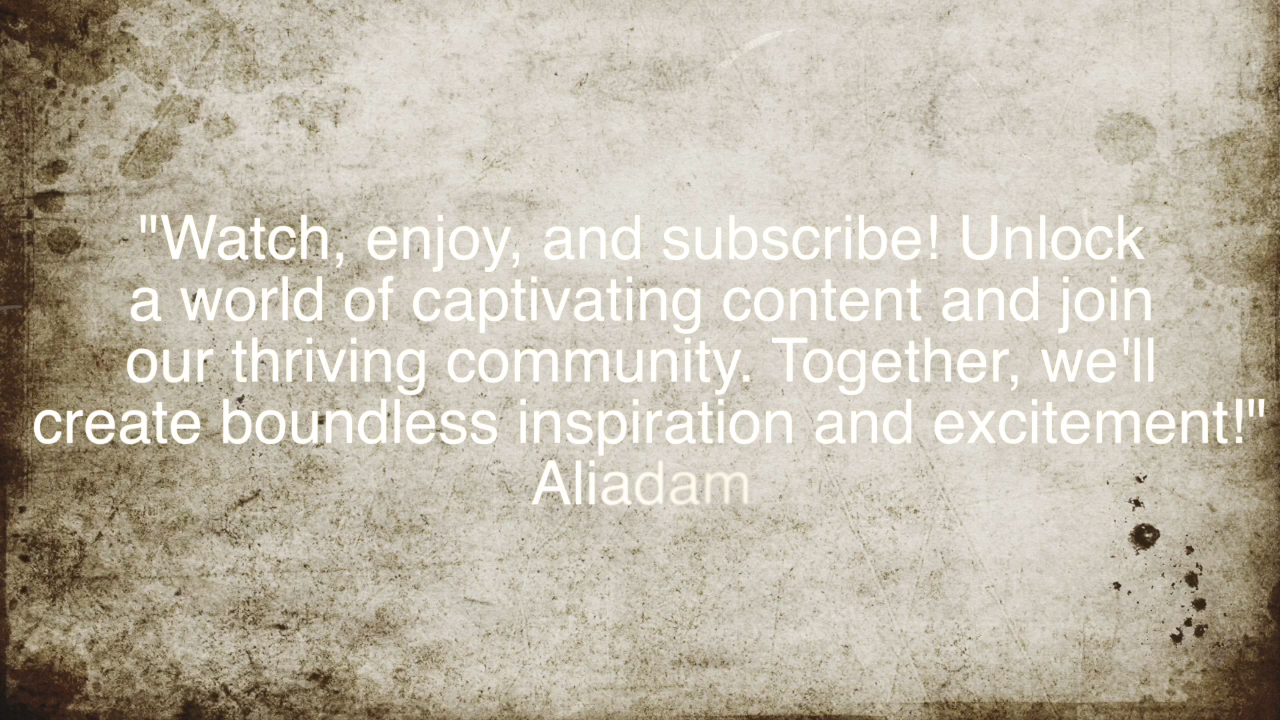 "Watch, enjoy, and subscribe! Unlock
a world of captivating content and join
our thriving community. Together, we'll
create boundless inspiration and excitement!"
Aliadam